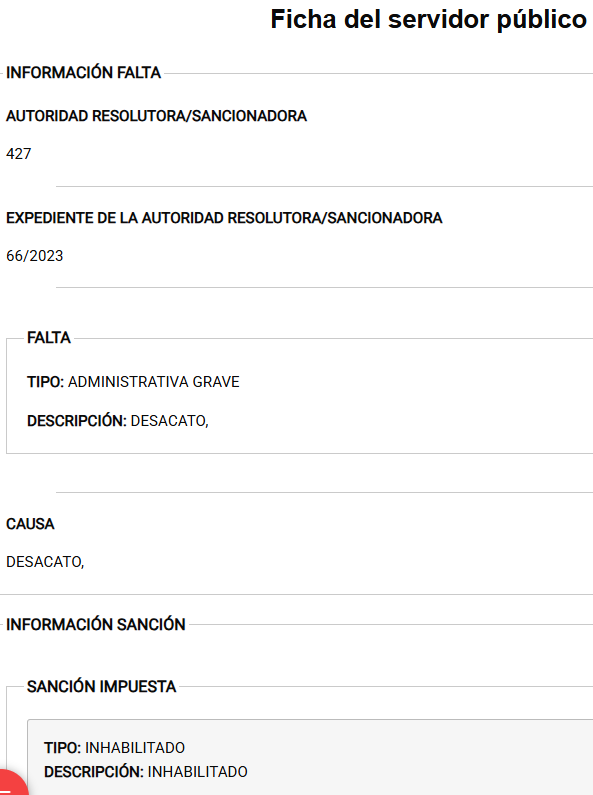 Ficha del servidor público
INFORMACIÓN FALTA
AUTORIDAD RESOLUTORA/SANCIONADORA
427
EXPEDIENTE DE LA AUTORIDAD RESOLUTORA/SANCIONADORA
66/2023
FALTA
TIPO: ADMINISTRATIVA GRAVE
DESCRIPCIÓN: DESACATO,
CAUSA
DESACATO,
INFORMACIÓN SANCIÓN
SANCIÓN IMPUESTA
TIPO: INHABILITADO
DESCRIPCIÓN: INHABILITADO